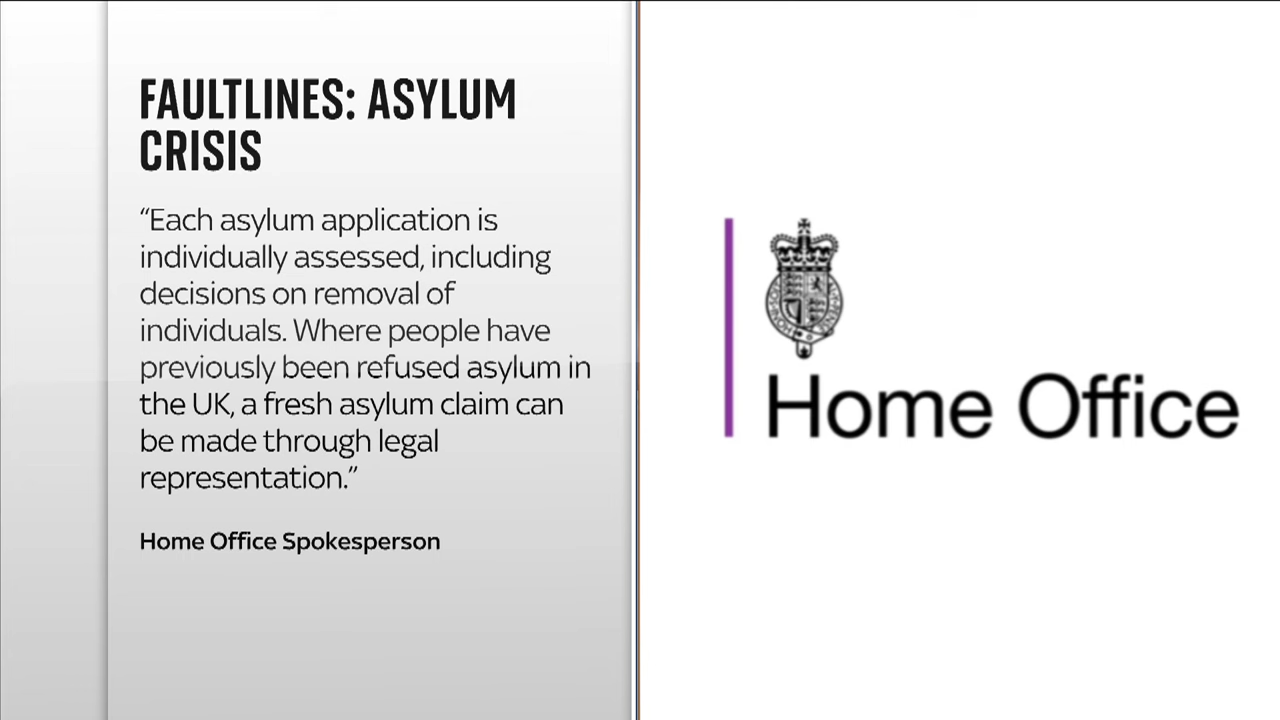 FAULTLINES: ASYLUM
CRISIS
“Each asylum application is
individually assessed, including
decisions on removal of
individuals. Where people have
previously been refused asylum in
the UK, a fresh asylum claim can
be made through legal
representation.”
Home Office Spokesperson
Home Office